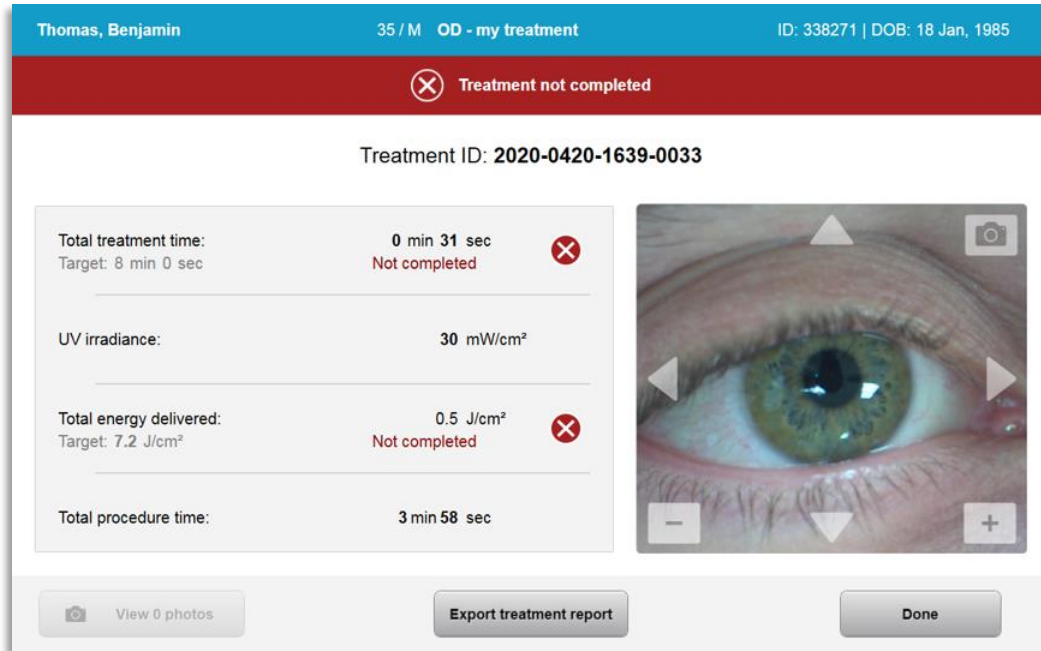 Thomas, Benjamin 35 / M OD - my treatment ID: 338271 | DOB: 18 Jan, 1985
Treatment not completed
Treatment ID: 2020-0420-1639-0033
Total treatment time: 0 min 31 sec
Target: 8 min 0 sec Not completed
UV irradiance: 30 mW/cm²
Total energy delivered: 0.5 J/cm²
Target: 7.2 J/cm² Not completed
Total procedure time: 3 min 58 sec
View 0 photos Export treatment report Done